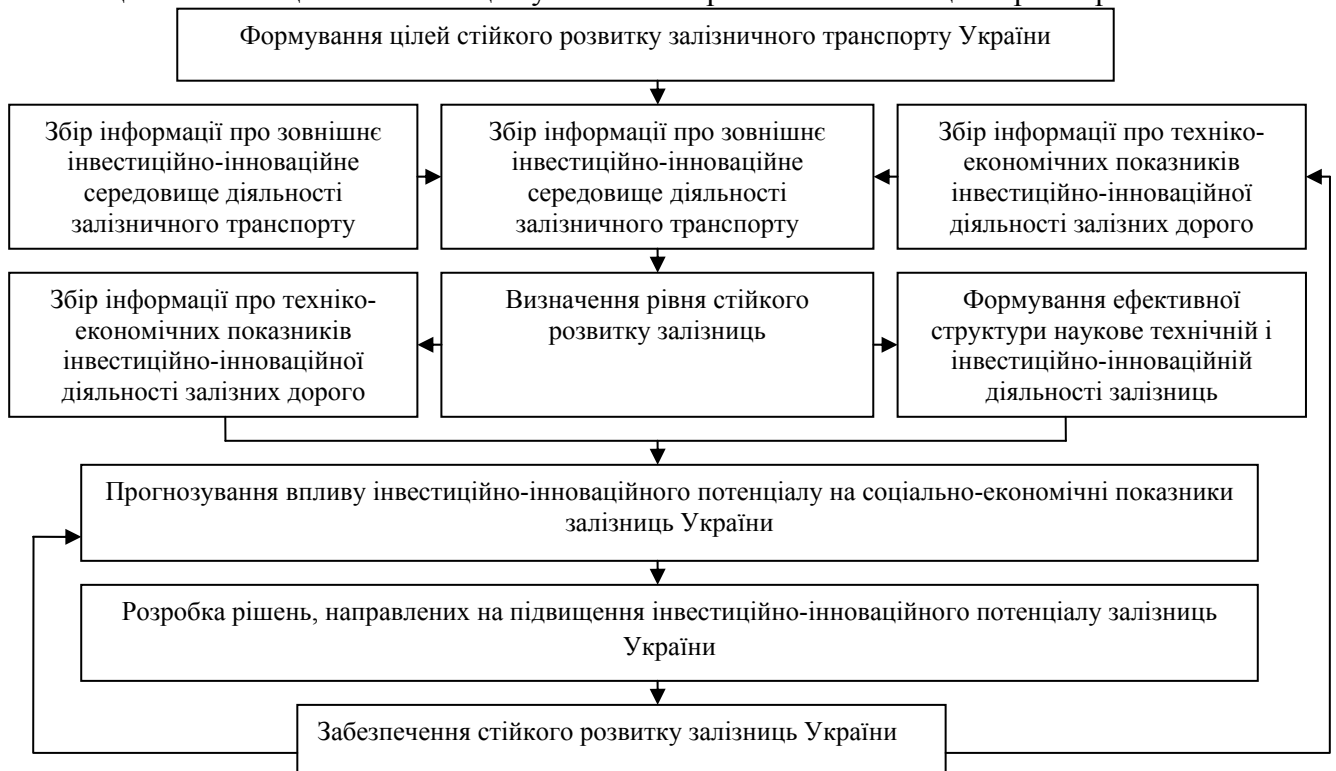 Формування цілей стійкого розвитку залізничного транспорту України
Збір інформації про зовнішнє
інвестиційно-інноваційне
середовище діяльності
залізничного транспорту
Збір інформації про зовнішнє
інвестиційно-інноваційне
середовище діяльності
залізничного транспорту
Збір інформації про техніко-
економічних показників
інвестиційно-інноваційної
діяльності залізних дорого
Збір інформації про техніко-
економічних показників
інвестиційно-інноваційної
діяльності залізних дорого
Визначення рівня стійкого
розвитку залізниць
Формування ефективної
структури наукове технічній і
інвестиційно-інноваційній
діяльності залізниць
Прогнозування впливу інвестиційно-інноваційного потенціалу на соціально-економічні показники
залізниць України
Розробка рішень, направлених на підвищення інвестиційно-інноваційного потенціалу залізниць
України
Забезпечення стійкого розвитку залізниць України